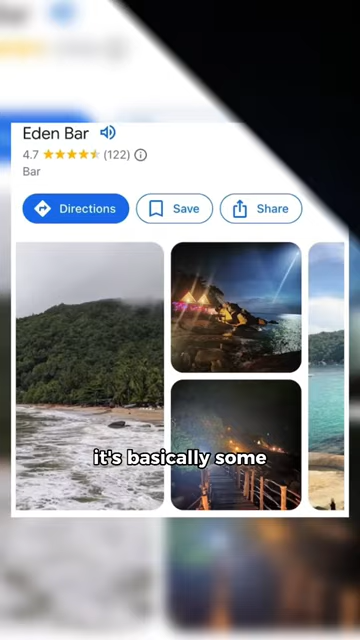 Eden Bar
4.7 (122)
Bar
Directions
Save
Share
it's basically some